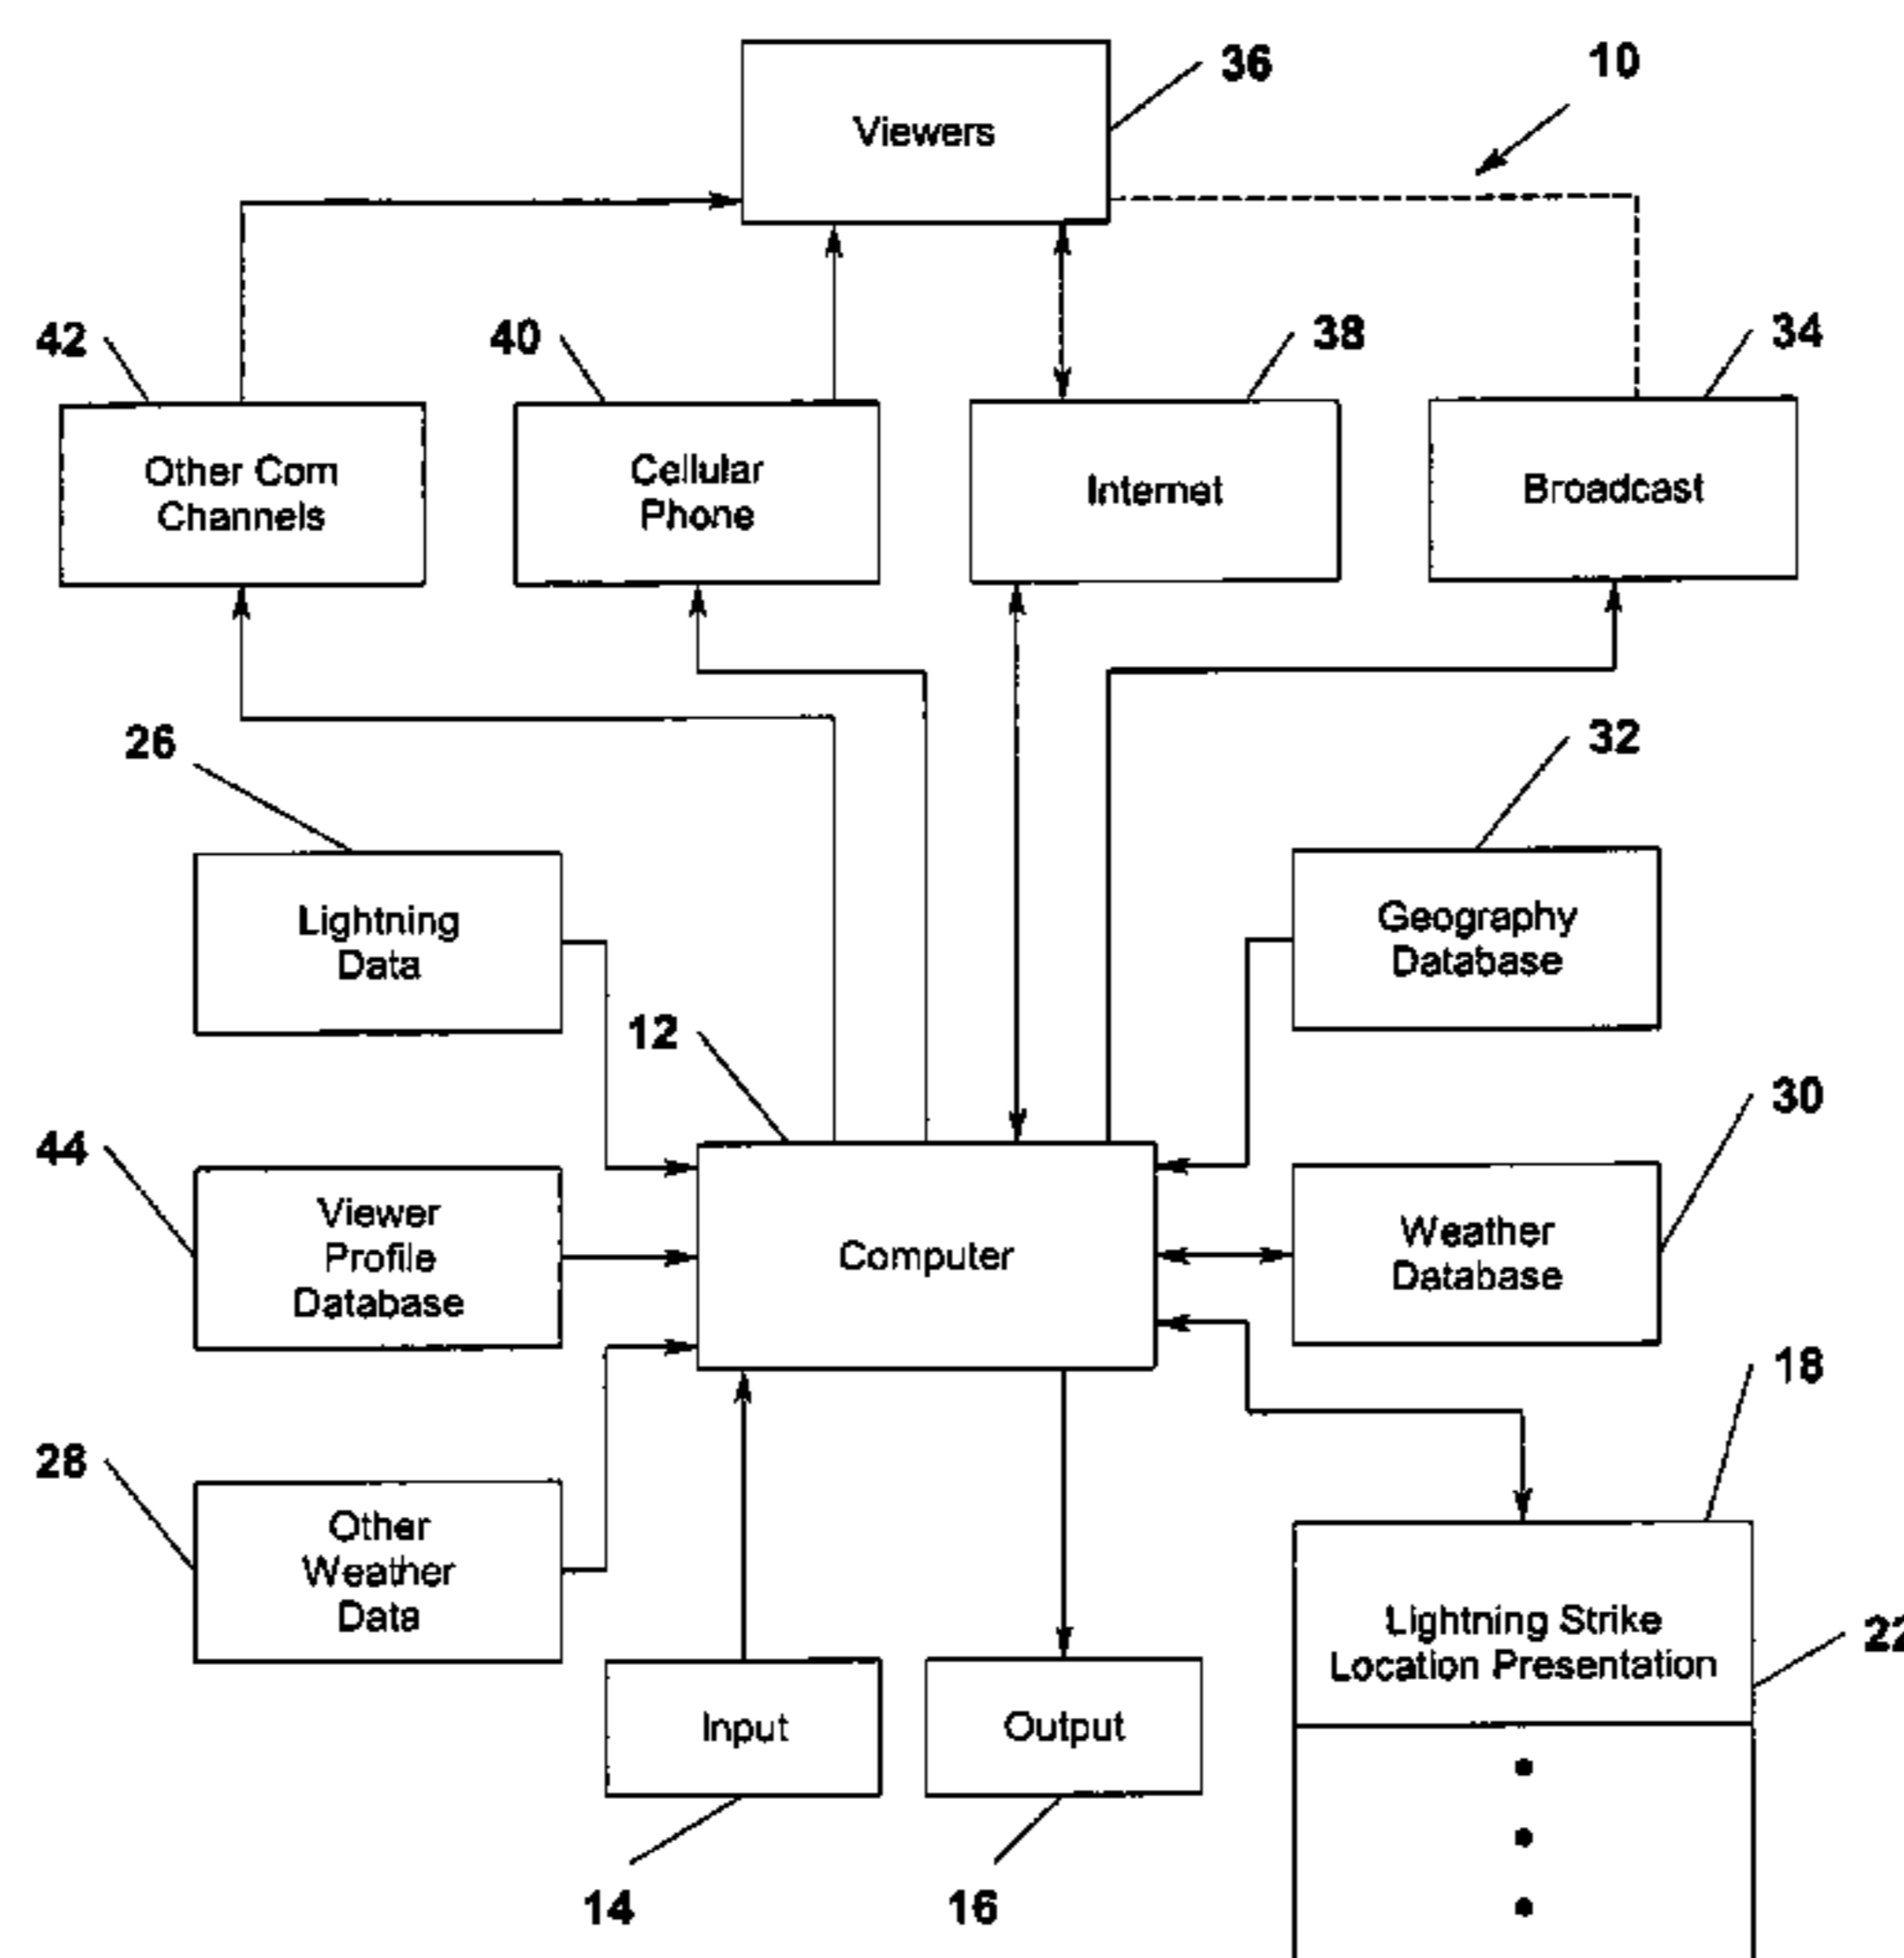 36
10
Viewers
42
40
38
34
Other Com
Channels
Cellular
Phone
Internet
Broadcast
26
32
Lightning
Data
Geography
Database
12
30
44
Viewer
Profile
Database
Computer
Weather
Database
18
28
Other
Weather
Data
Lightning Strike
Location Presentation
22
Input
Output
14
16